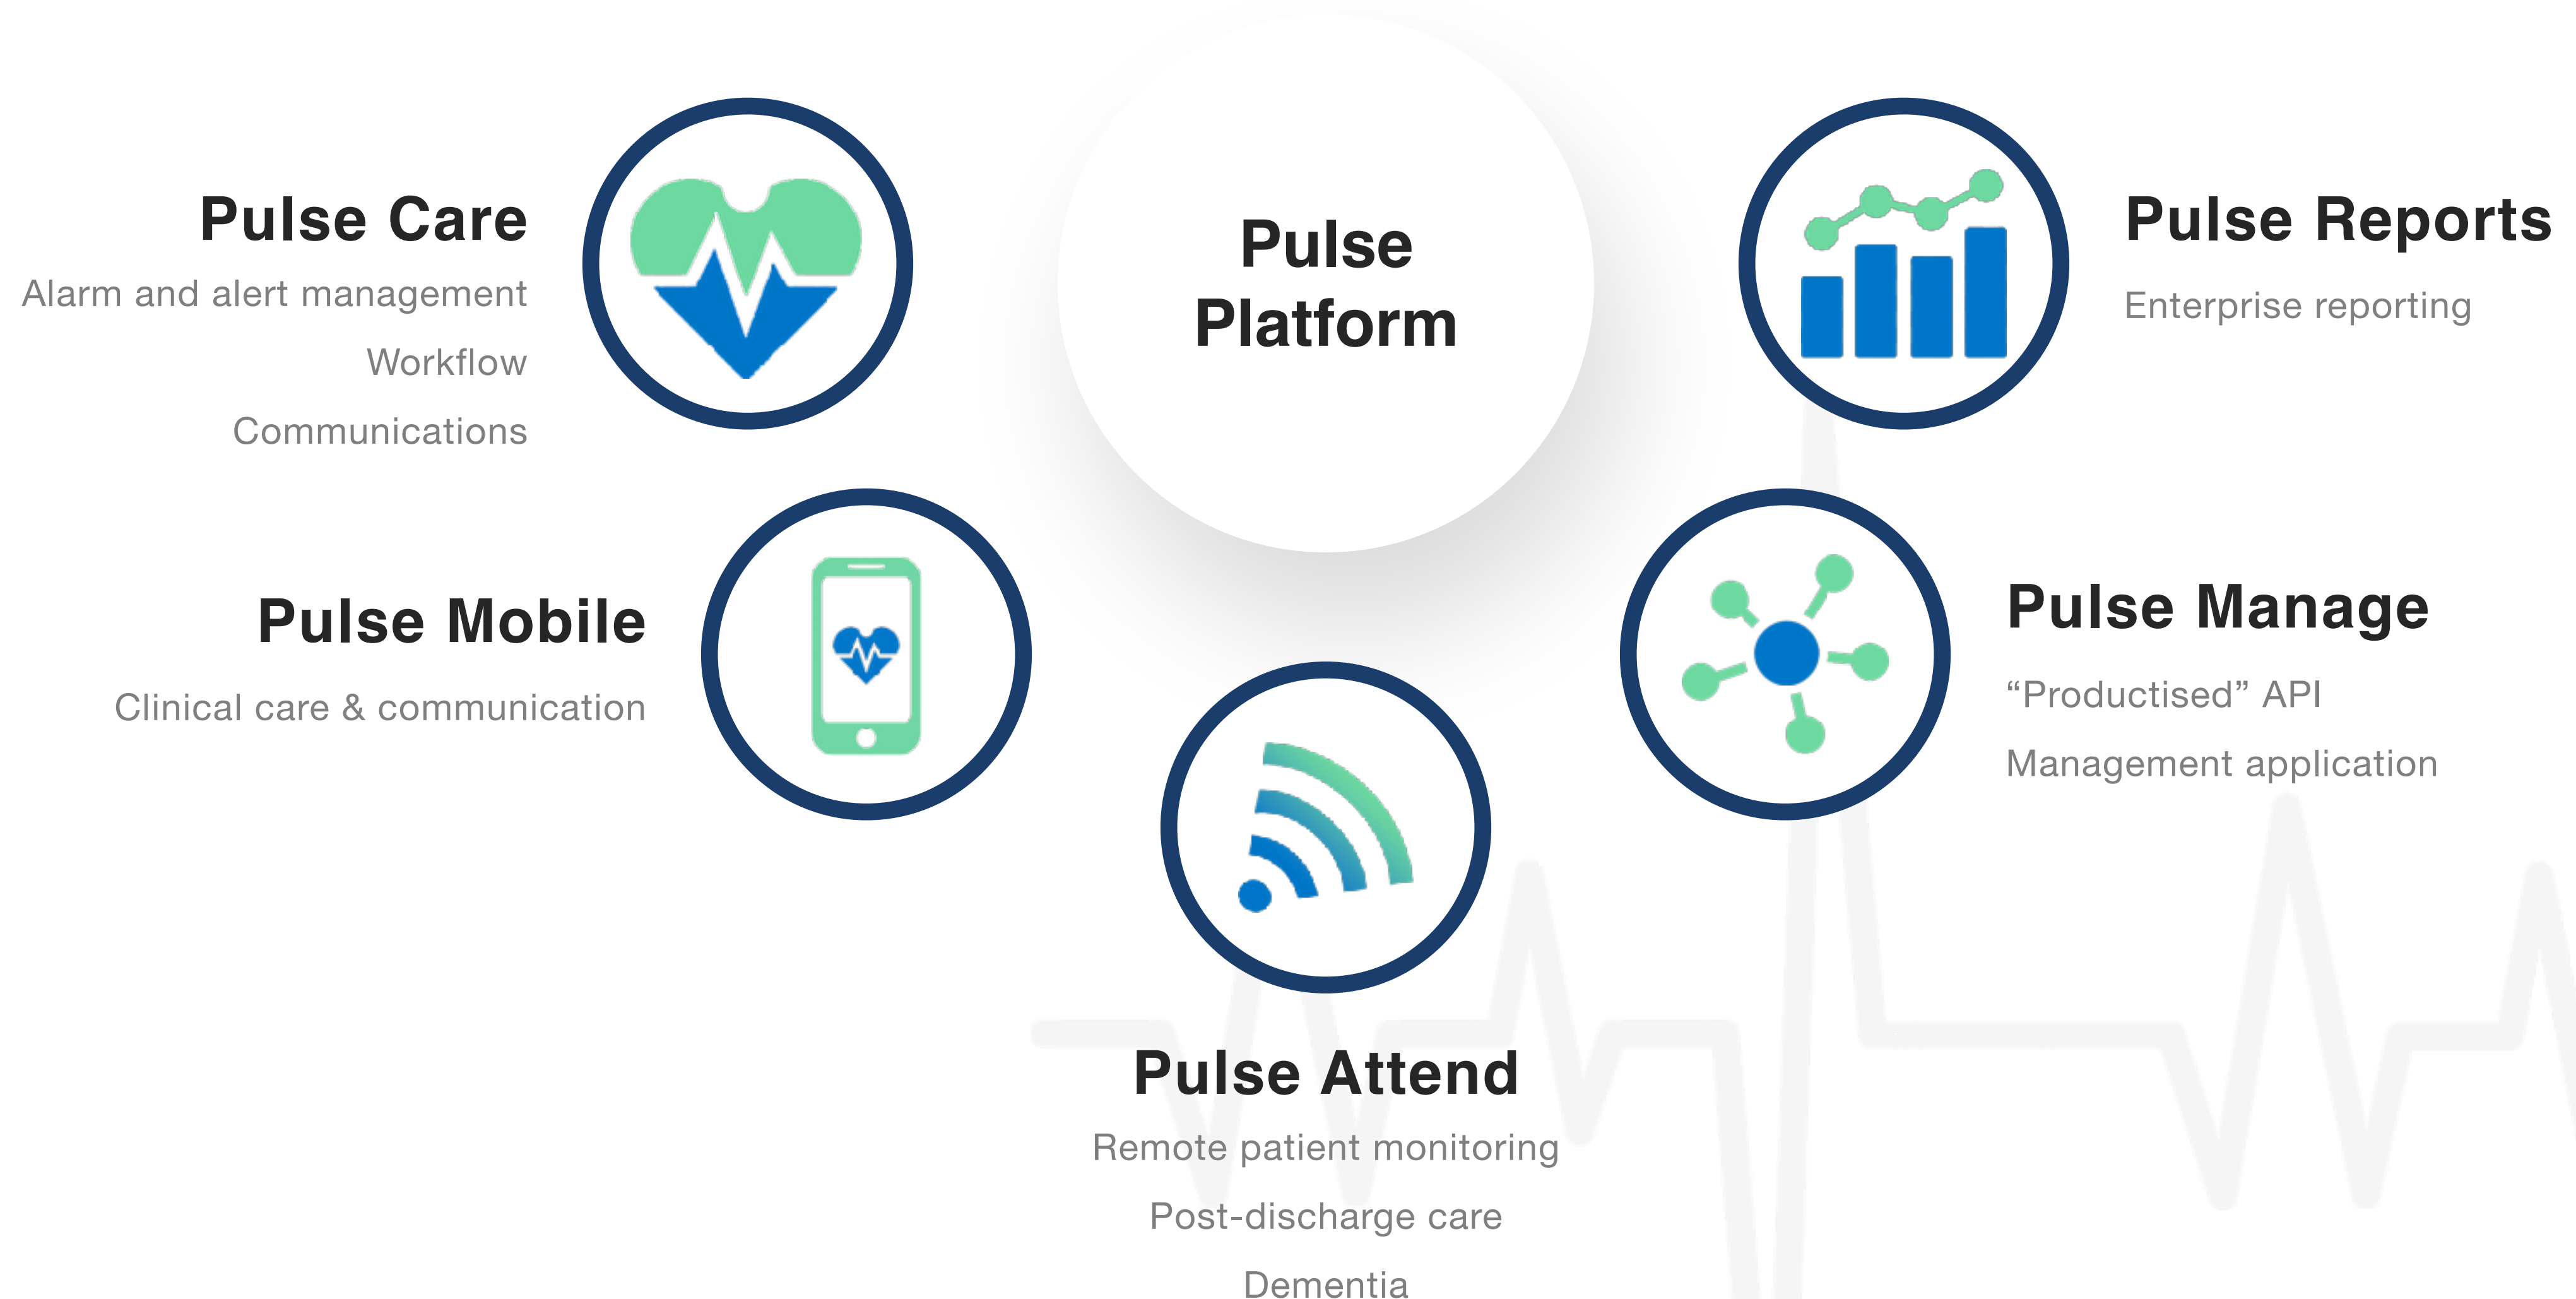 Pulse
Platform
Pulse Care
Alarm and alert management
Workflow
Communications
Pulse Mobile
Clinical care & communication
Pulse Attend
Remote patient monitoring
Post-discharge care
Dementia
Pulse Manage
“Productised” API
Management application
Pulse Reports
Enterprise reporting